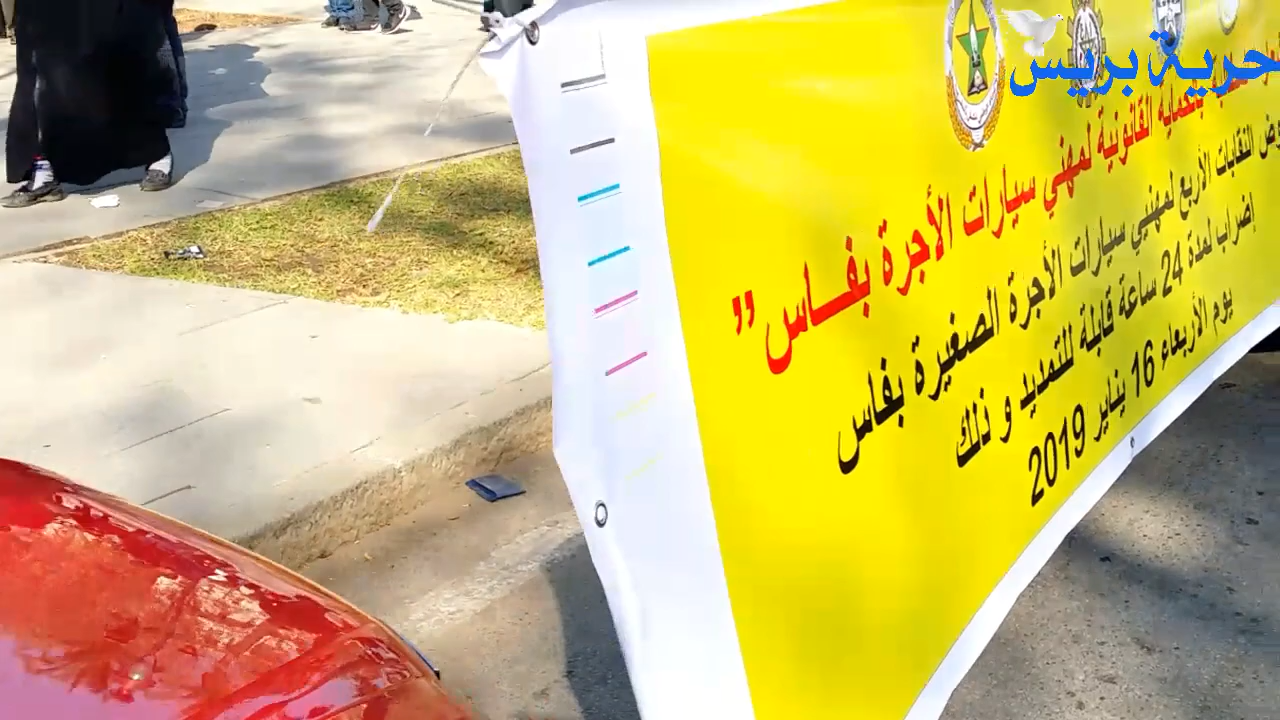 حرية بريس
بالحماية القانونية لمهني سيارات الأجرة بفاس"
النقابات الأربع لمهنيي سيارات الأجرة الصغيرة بفاس
إضراب لمدة 24 ساعة قابلة للتمديد و ذلك
يوم الأربعاء 16 يناير 2019